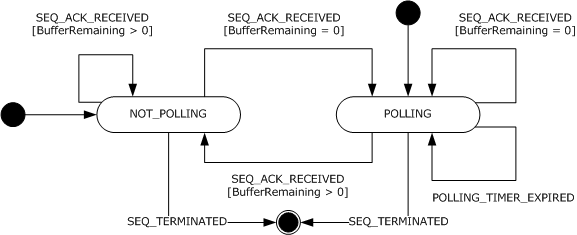 SEQ_ACK_RECEIVED
[BufferRemaining > 0]
SEQ_ACK_RECEIVED
[BufferRemaining = 0]
SEQ_ACK_RECEIVED
[BufferRemaining = 0]
NOT_POLLING
POLLING
SEQ_ACK_RECEIVED
[BufferRemaining > 0]
POLLING_TIMER_EXPIRED
SEQ_TERMINATED
SEQ_TERMINATED